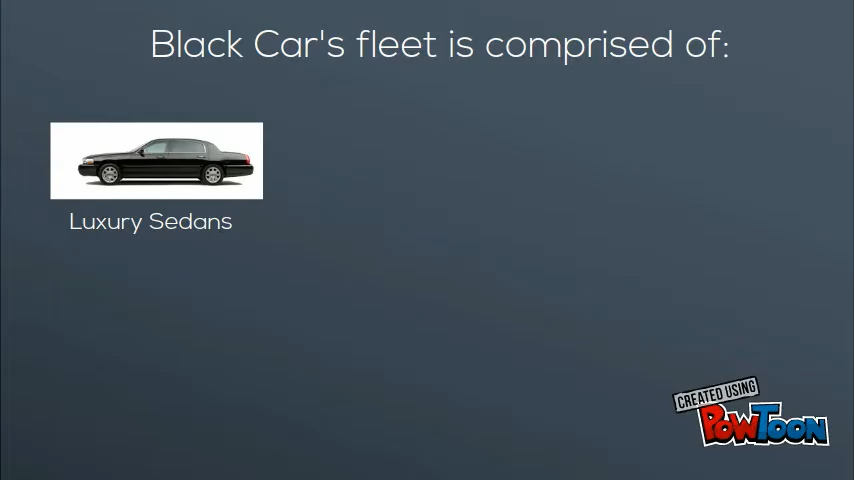 Black Car's fleet is comprised of:
Luxury Sedans
CREATED USING
POWTOON